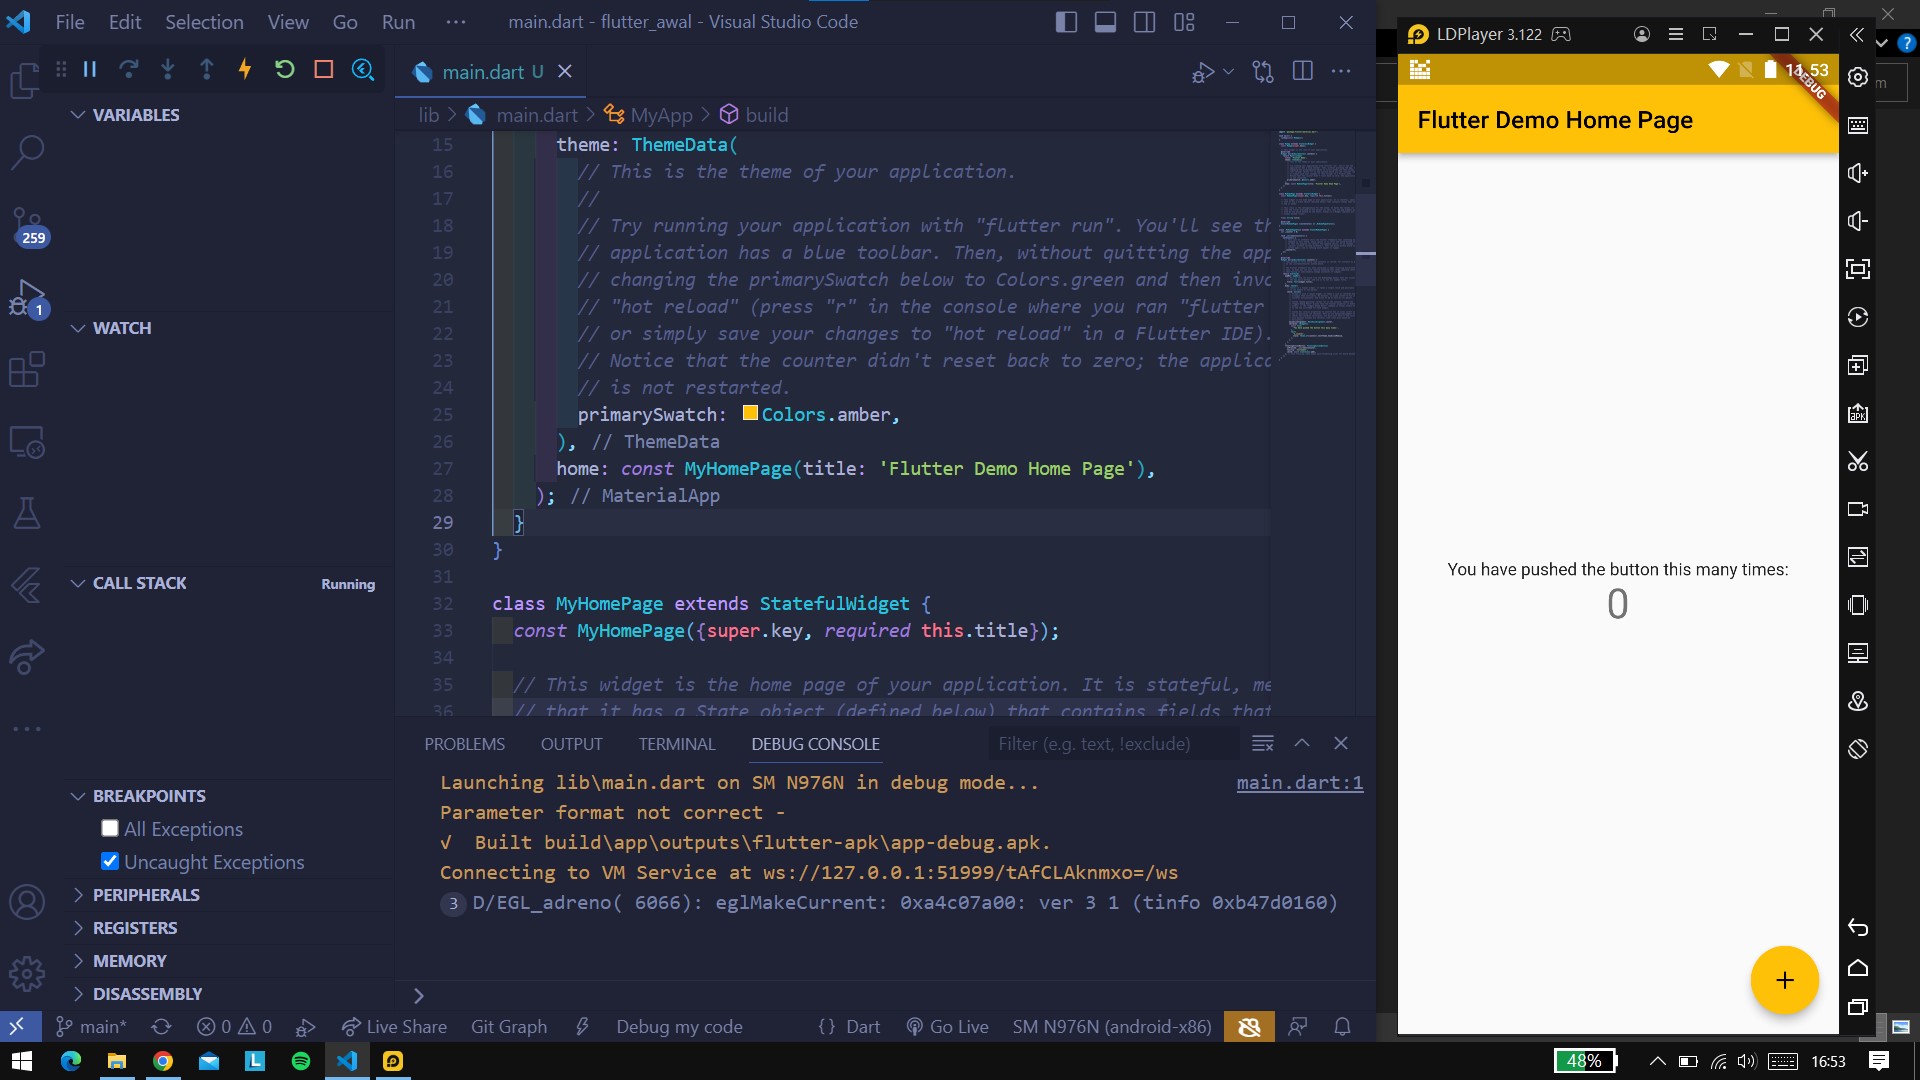 File Edit Selection View Go Run ··· main.dart - flutter_awal - Visual Studio Code
main.dart U
lib > main.dart > MyApp > build
VARIABLES
WATCH
CALL STACK Running
BREAKPOINTS
All Exceptions
Uncaught Exceptions
PERIPHERALS
REGISTERS
MEMORY
DISASSEMBLY
259
1
15 theme: ThemeData(
16 // This is the theme of your application.
17 //
18 // Try running your application with "flutter run". You'll see th
19 // application has a blue toolbar. Then, without quitting the app
20 // changing the primarySwatch below to Colors.green and then invo
21 // "hot reload" (press "r" in the console where you ran "flutter
22 // or simply save your changes to "hot reload" in a Flutter IDE).
23 // Notice that the counter didn't reset back to zero; the applica
24 // is not restarted.
25 primarySwatch: Colors.amber,
26 ), // ThemeData
27 home: const MyHomePage(title: 'Flutter Demo Home Page'),
28 ); // MaterialApp
29 }
30 }
31
32 class MyHomePage extends StatefulWidget {
33 const MyHomePage({super.key, required this.title});
34
35 // This widget is the home page of your application. It is stateful, me
36 // that it has a State object (defined below) that contains fields that
PROBLEMS OUTPUT TERMINAL DEBUG CONSOLE Filter (e.g. text, !exclude)
Launching lib\main.dart on SM N976N in debug mode... main.dart:1
Parameter format not correct -
√ Built build\app\outputs\flutter-apk\app-debug.apk.
Connecting to VM Service at ws://127.0.0.1:51999/tAfCLAknmxo=/ws
3 D/EGL_adreno( 6066): eglMakeCurrent: 0xa4c07a00: ver 3 1 (tinfo 0xb47d0160)
>
main* 0 0 Live Share Git Graph Debug my code {} Dart Go Live SM N976N (android-x86)
LDPlayer 3.122
11.53
DEBUG
Flutter Demo Home Page
You have pushed the button this many times:
0
+
APK
48% 16:53